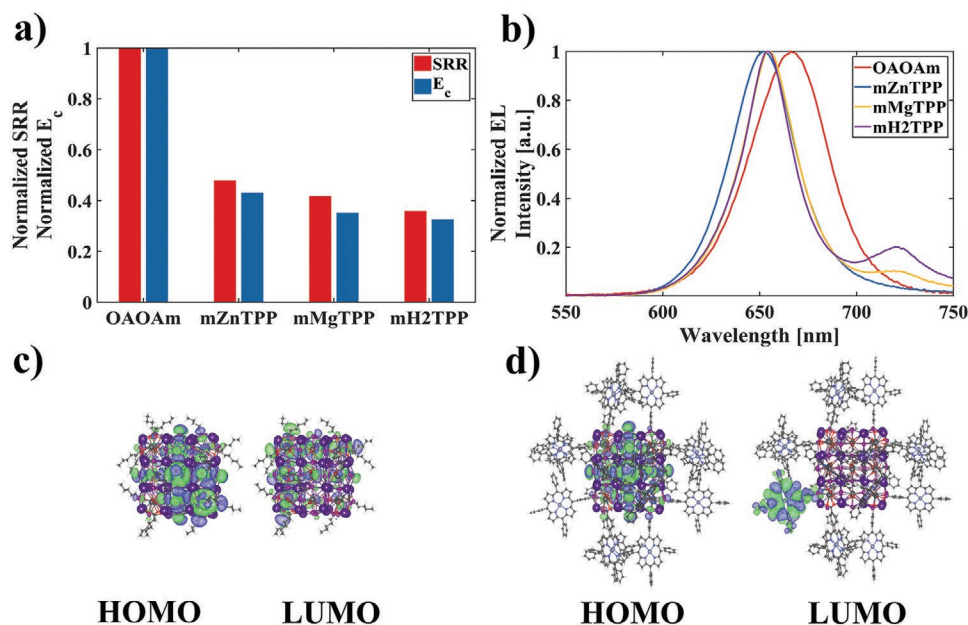 a)
Normalized SRR
Normalized E_c
1
0.8
0.6
0.4
0.2
0
SRR
E_c
OAOAm
mZnTPP
mMgTPP
mH2TPP
b)
Normalized EL
Intensity [a.u.]
1
0.8
0.6
0.4
0.2
OAOAm
mZnTPP
mMgTPP
mH2TPP
550
600
650
700
750
Wavelength [nm]
c)
HOMO
LUMO
d)
HOMO
LUMO